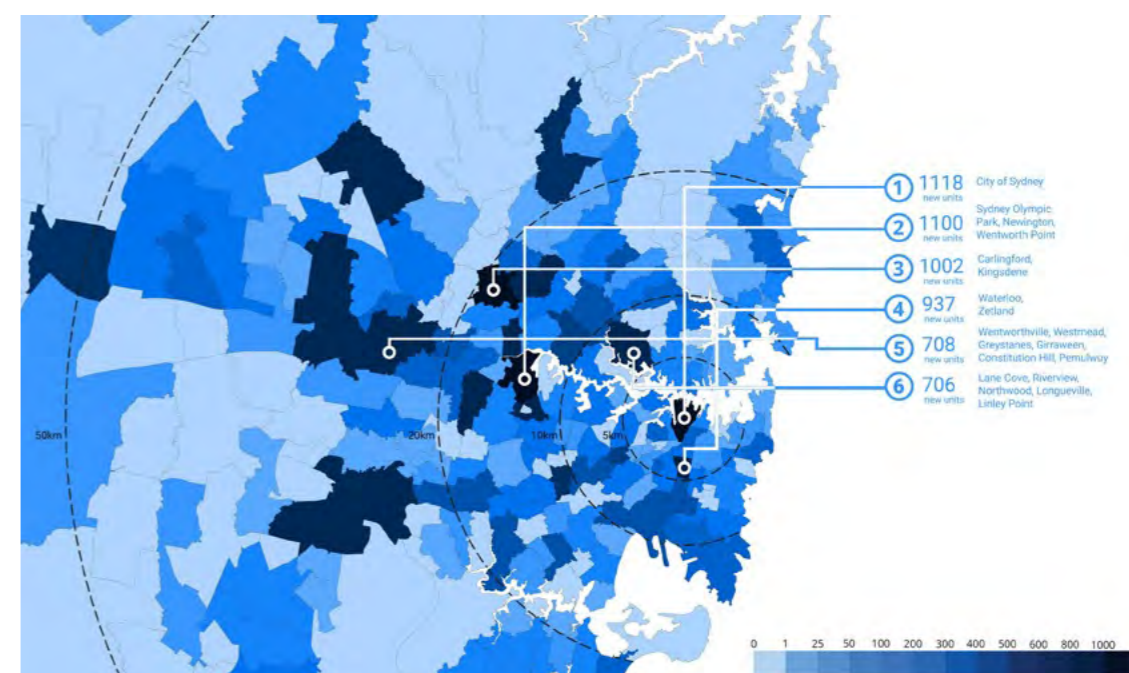 1 1118 City of Sydney
new units
2 1100 Sydney Olympic
Park, Newington,
Wentworth Point
new units
3 1002 Carlingford,
Kingsdene
new units
4 937 Waterloo,
Zetland
new units
5 708 Wentworthville, Westmead,
Greystanes, Girraween,
Constitution Hill, Pemulwuy
new units
6 706 Lane Cove, Riverview,
Northwood, Longueville,
Linley Point
new units
50km 20km 10km 5km
0 1 25 50 100 200 300 400 500 600 800 1000